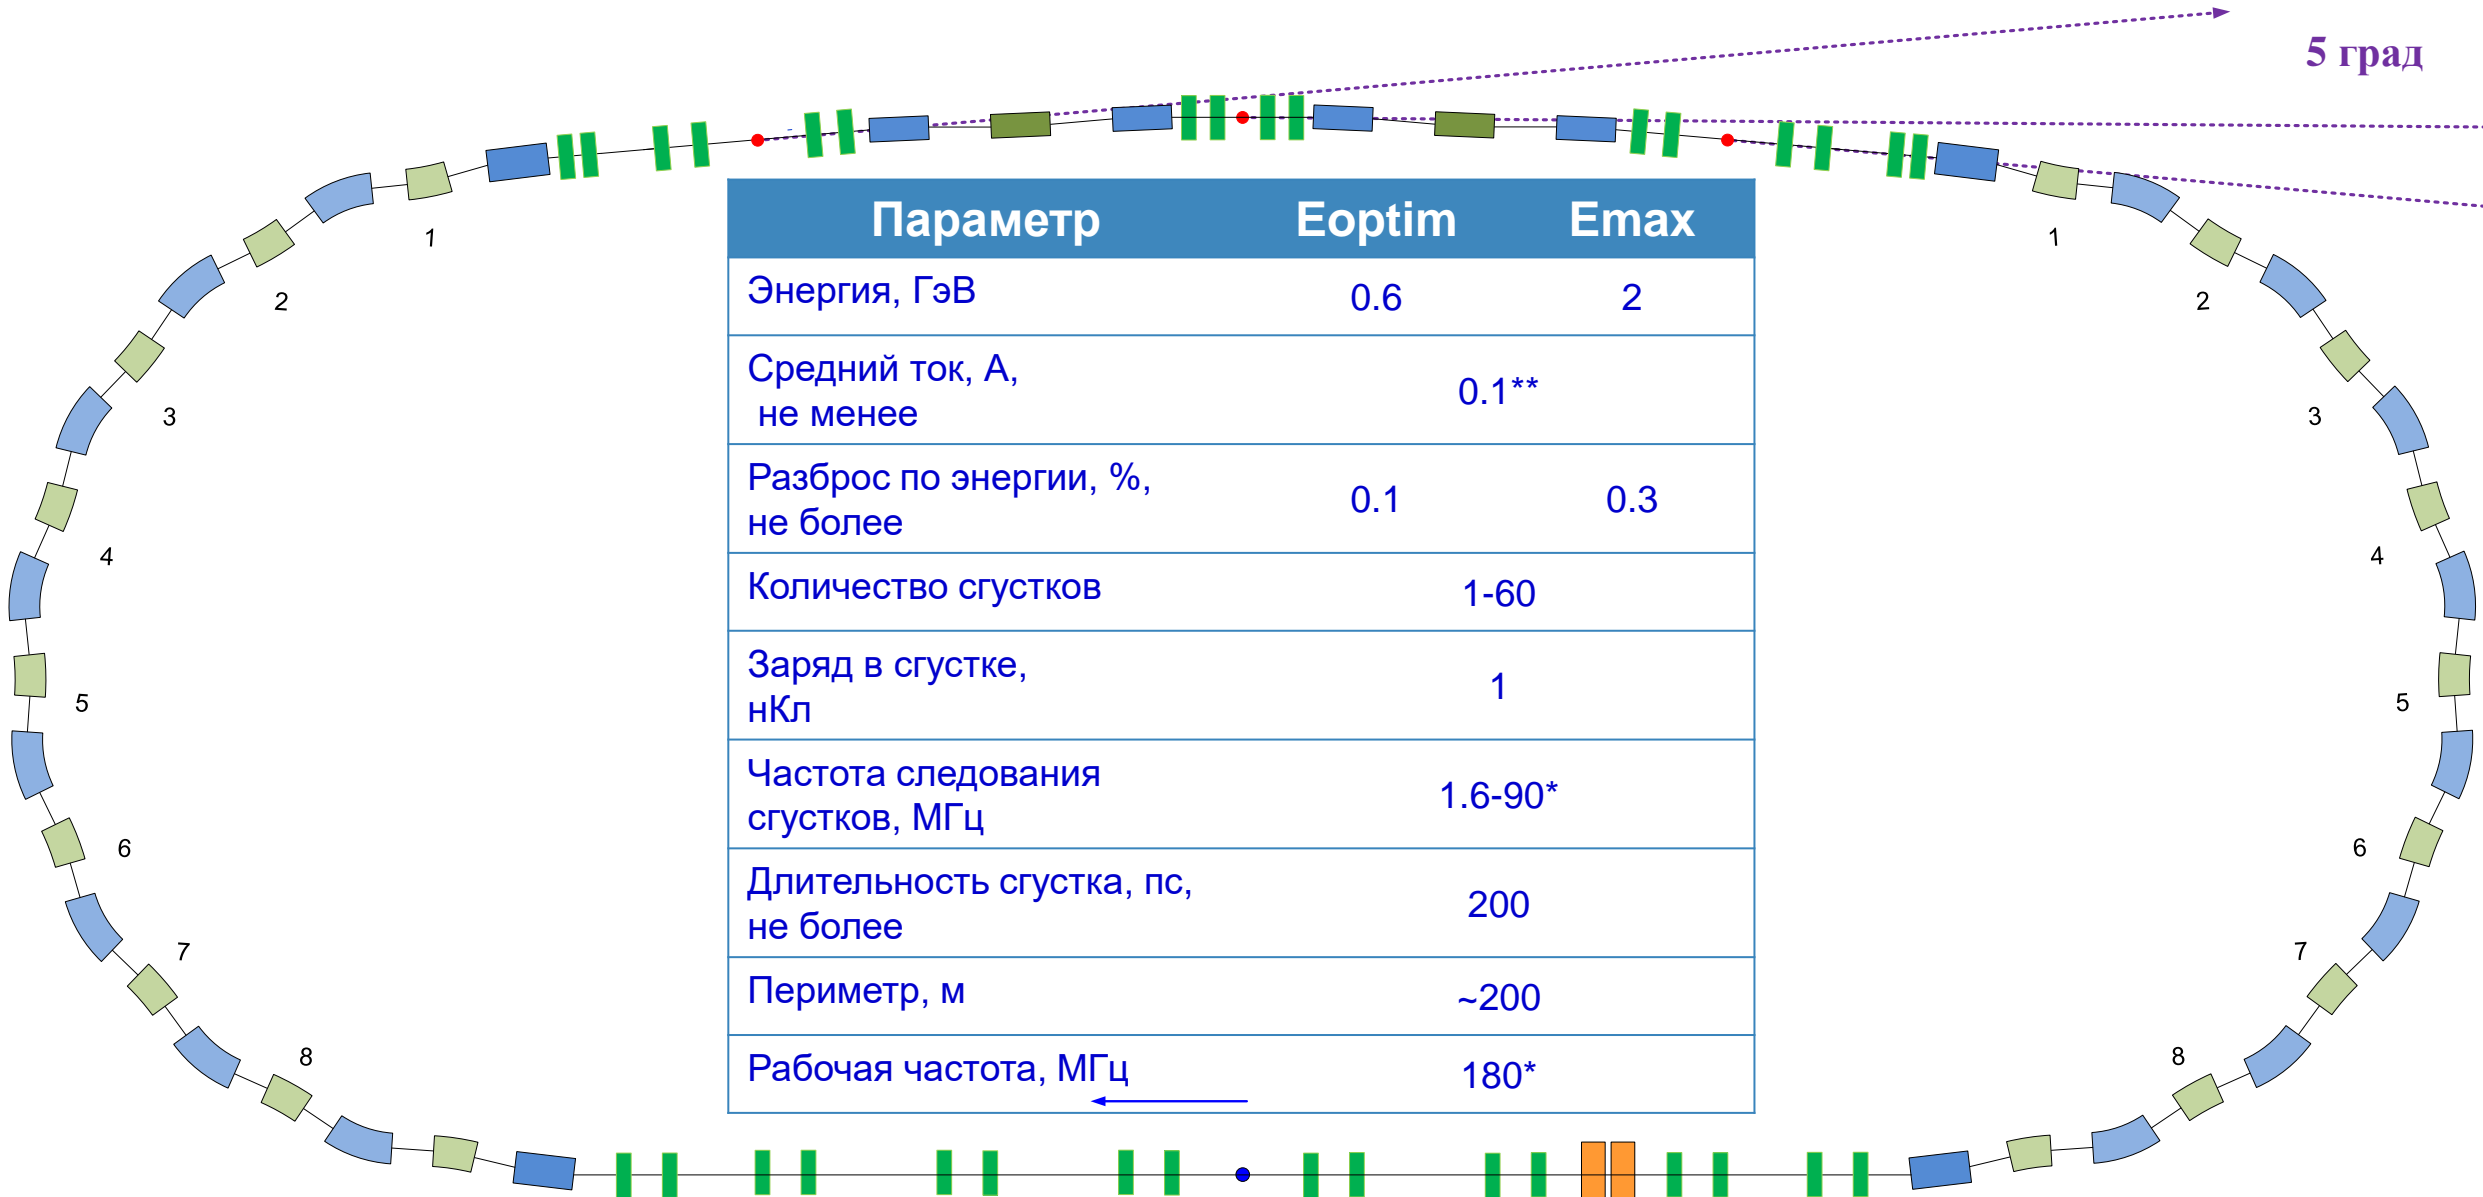 5 град
Параметр Eoptim Emax
Энергия, ГэВ 0.6 2
Средний ток, А,
не менее
0.1**
Разброс по энергии, %,
не более
0.1 0.3
Количество сгустков 1-60
Заряд в сгустке,
нКл
1
Частота следования
сгустков, МГц
1.6-90*
Длительность сгустка, пс,
не более
200
Периметр, м ~200
Рабочая частота, МГц 180*
1
2
3
4
5
6
7
8
1
2
3
4
5
6
7
8